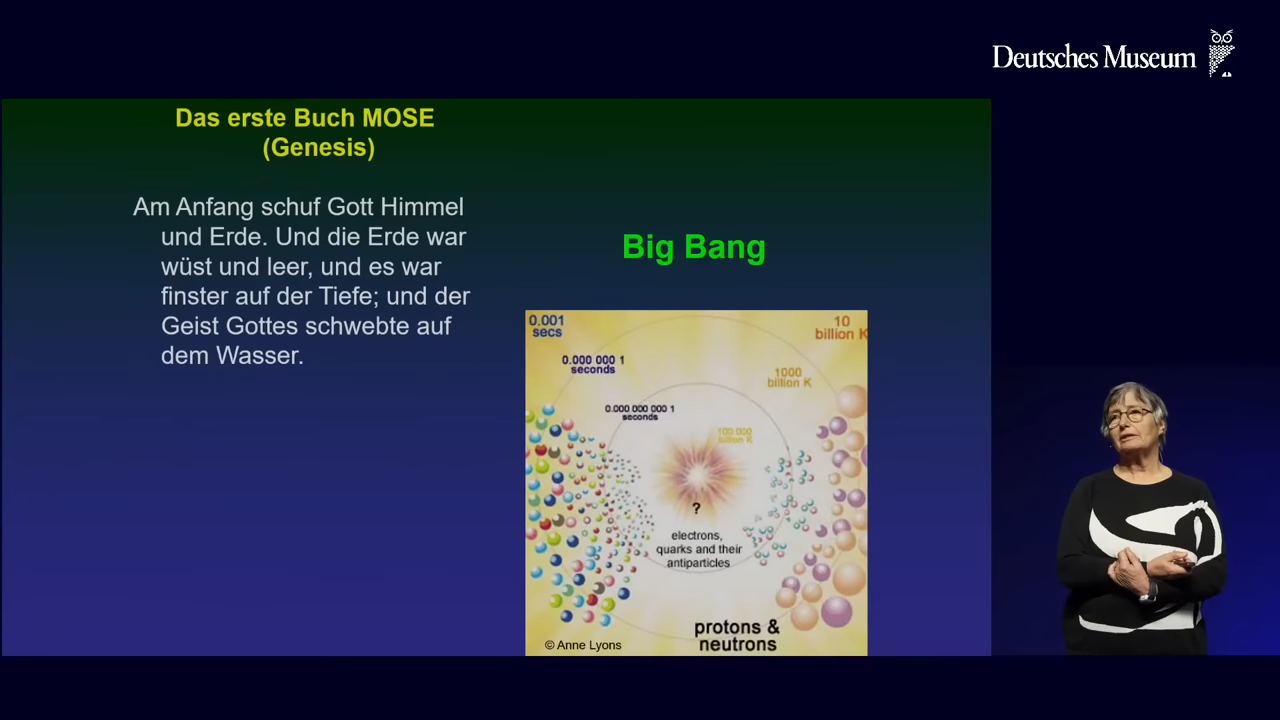 Deutsches Museum
Das erste Buch MOSE
(Genesis)
Am Anfang schuf Gott Himmel
und Erde. Und die Erde war
wüst und leer, und es war
finster auf der Tiefe; und der
Geist Gottes schwebte auf
dem Wasser.
Big Bang
0.001
secs
10
billion K
0.000 000 1
seconds
1000
billion K
0.000 000 000 1
seconds
100 000
billion K
?
electrons,
quarks and their
antiparticles
protons &
neutrons
© Anne Lyons